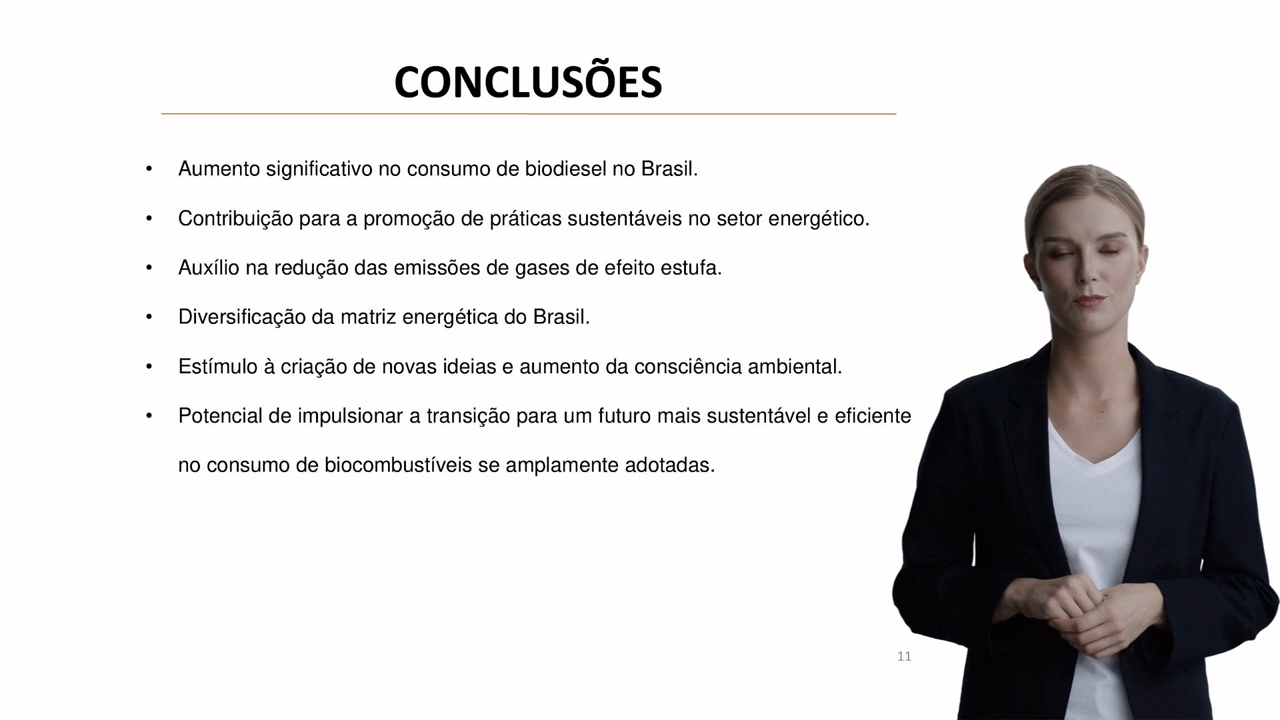 CONCLUSÕES
• Aumento significativo no consumo de biodiesel no Brasil.
• Contribuição para a promoção de práticas sustentáveis no setor energético.
• Auxílio na redução das emissões de gases de efeito estufa.
• Diversificação da matriz energética do Brasil.
• Estímulo à criação de novas ideias e aumento da consciência ambiental.
• Potencial de impulsionar a transição para um futuro mais sustentável e eficiente
no consumo de biocombustíveis se amplamente adotadas.
11